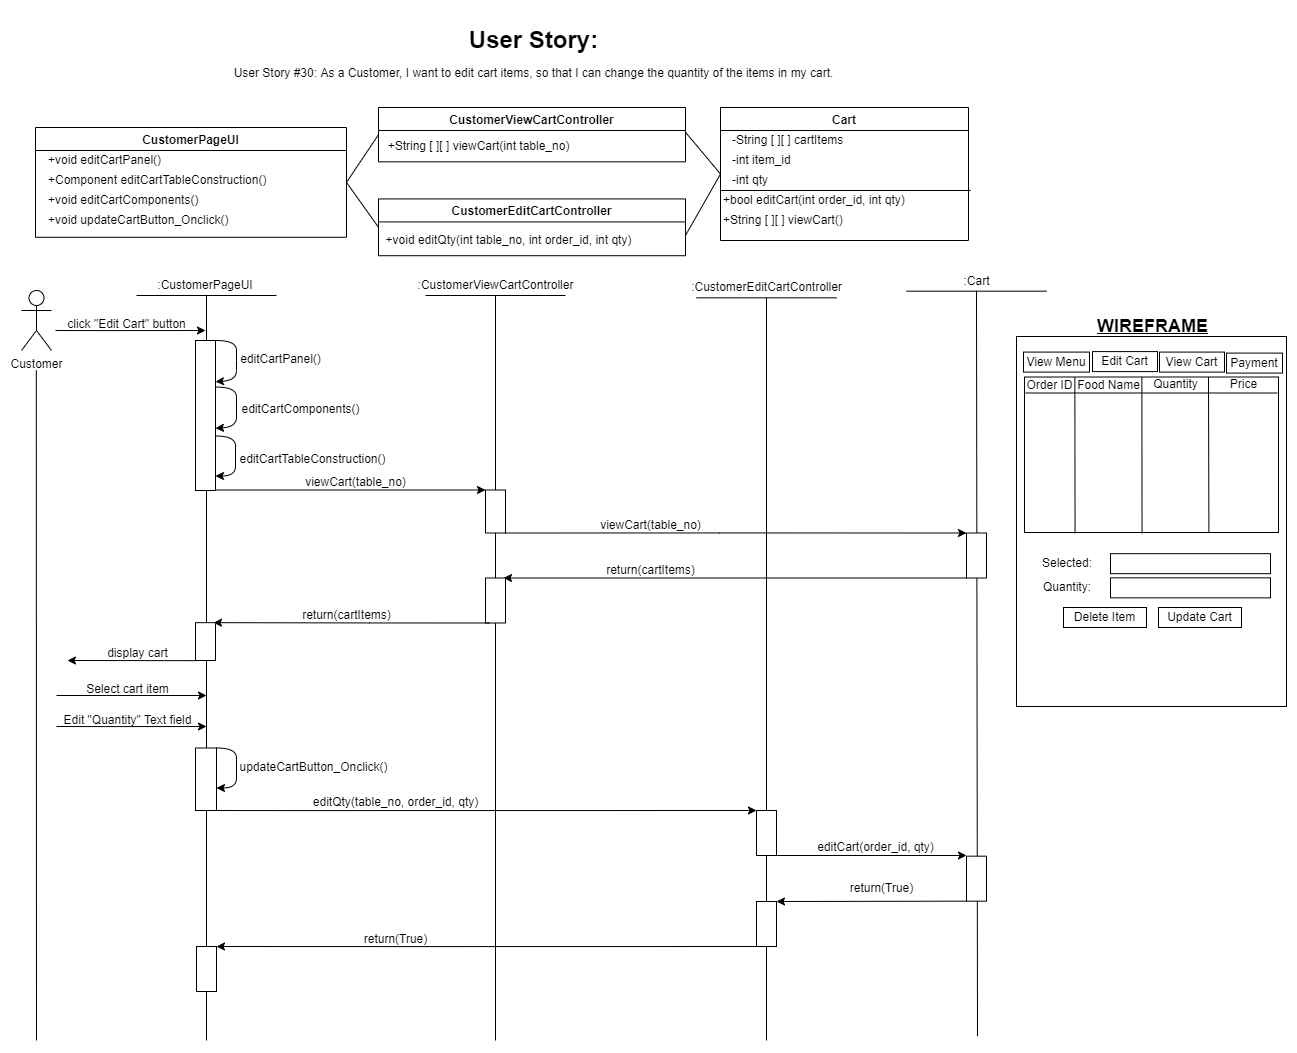 User Story:
User Story #30: As a Customer, I want to edit cart items, so that I can change the quantity of the items in my cart.
CustomerPageUI
+void editCartPanel()
+Component editCartTableConstruction()
+void editCartComponents()
+void updateCartButton_Onclick()
CustomerViewCartController
+String [ ][ ] viewCart(int table_no)
CustomerEditCartController
+void editQty(int table_no, int order_id, int qty)
Cart
-String [ ][ ] cartItems
-int item_id
-int qty
+bool editCart(int order_id, int qty)
+String [ ][ ] viewCart()
:CustomerPageUI
:CustomerViewCartController
:CustomerEditCartController
:Cart
Customer
click "Edit Cart" button
editCartPanel()
editCartComponents()
editCartTableConstruction()
viewCart(table_no)
viewCart(table_no)
return(cartItems)
return(cartItems)
display cart
Select cart item
Edit "Quantity" Text field
updateCartButton_Onclick()
editQty(table_no, order_id, qty)
editCart(order_id, qty)
return(True)
return(True)
WIREFRAME
View Menu Edit Cart View Cart Payment
Order ID Food Name Quantity Price
Selected:
Quantity:
Delete Item Update Cart